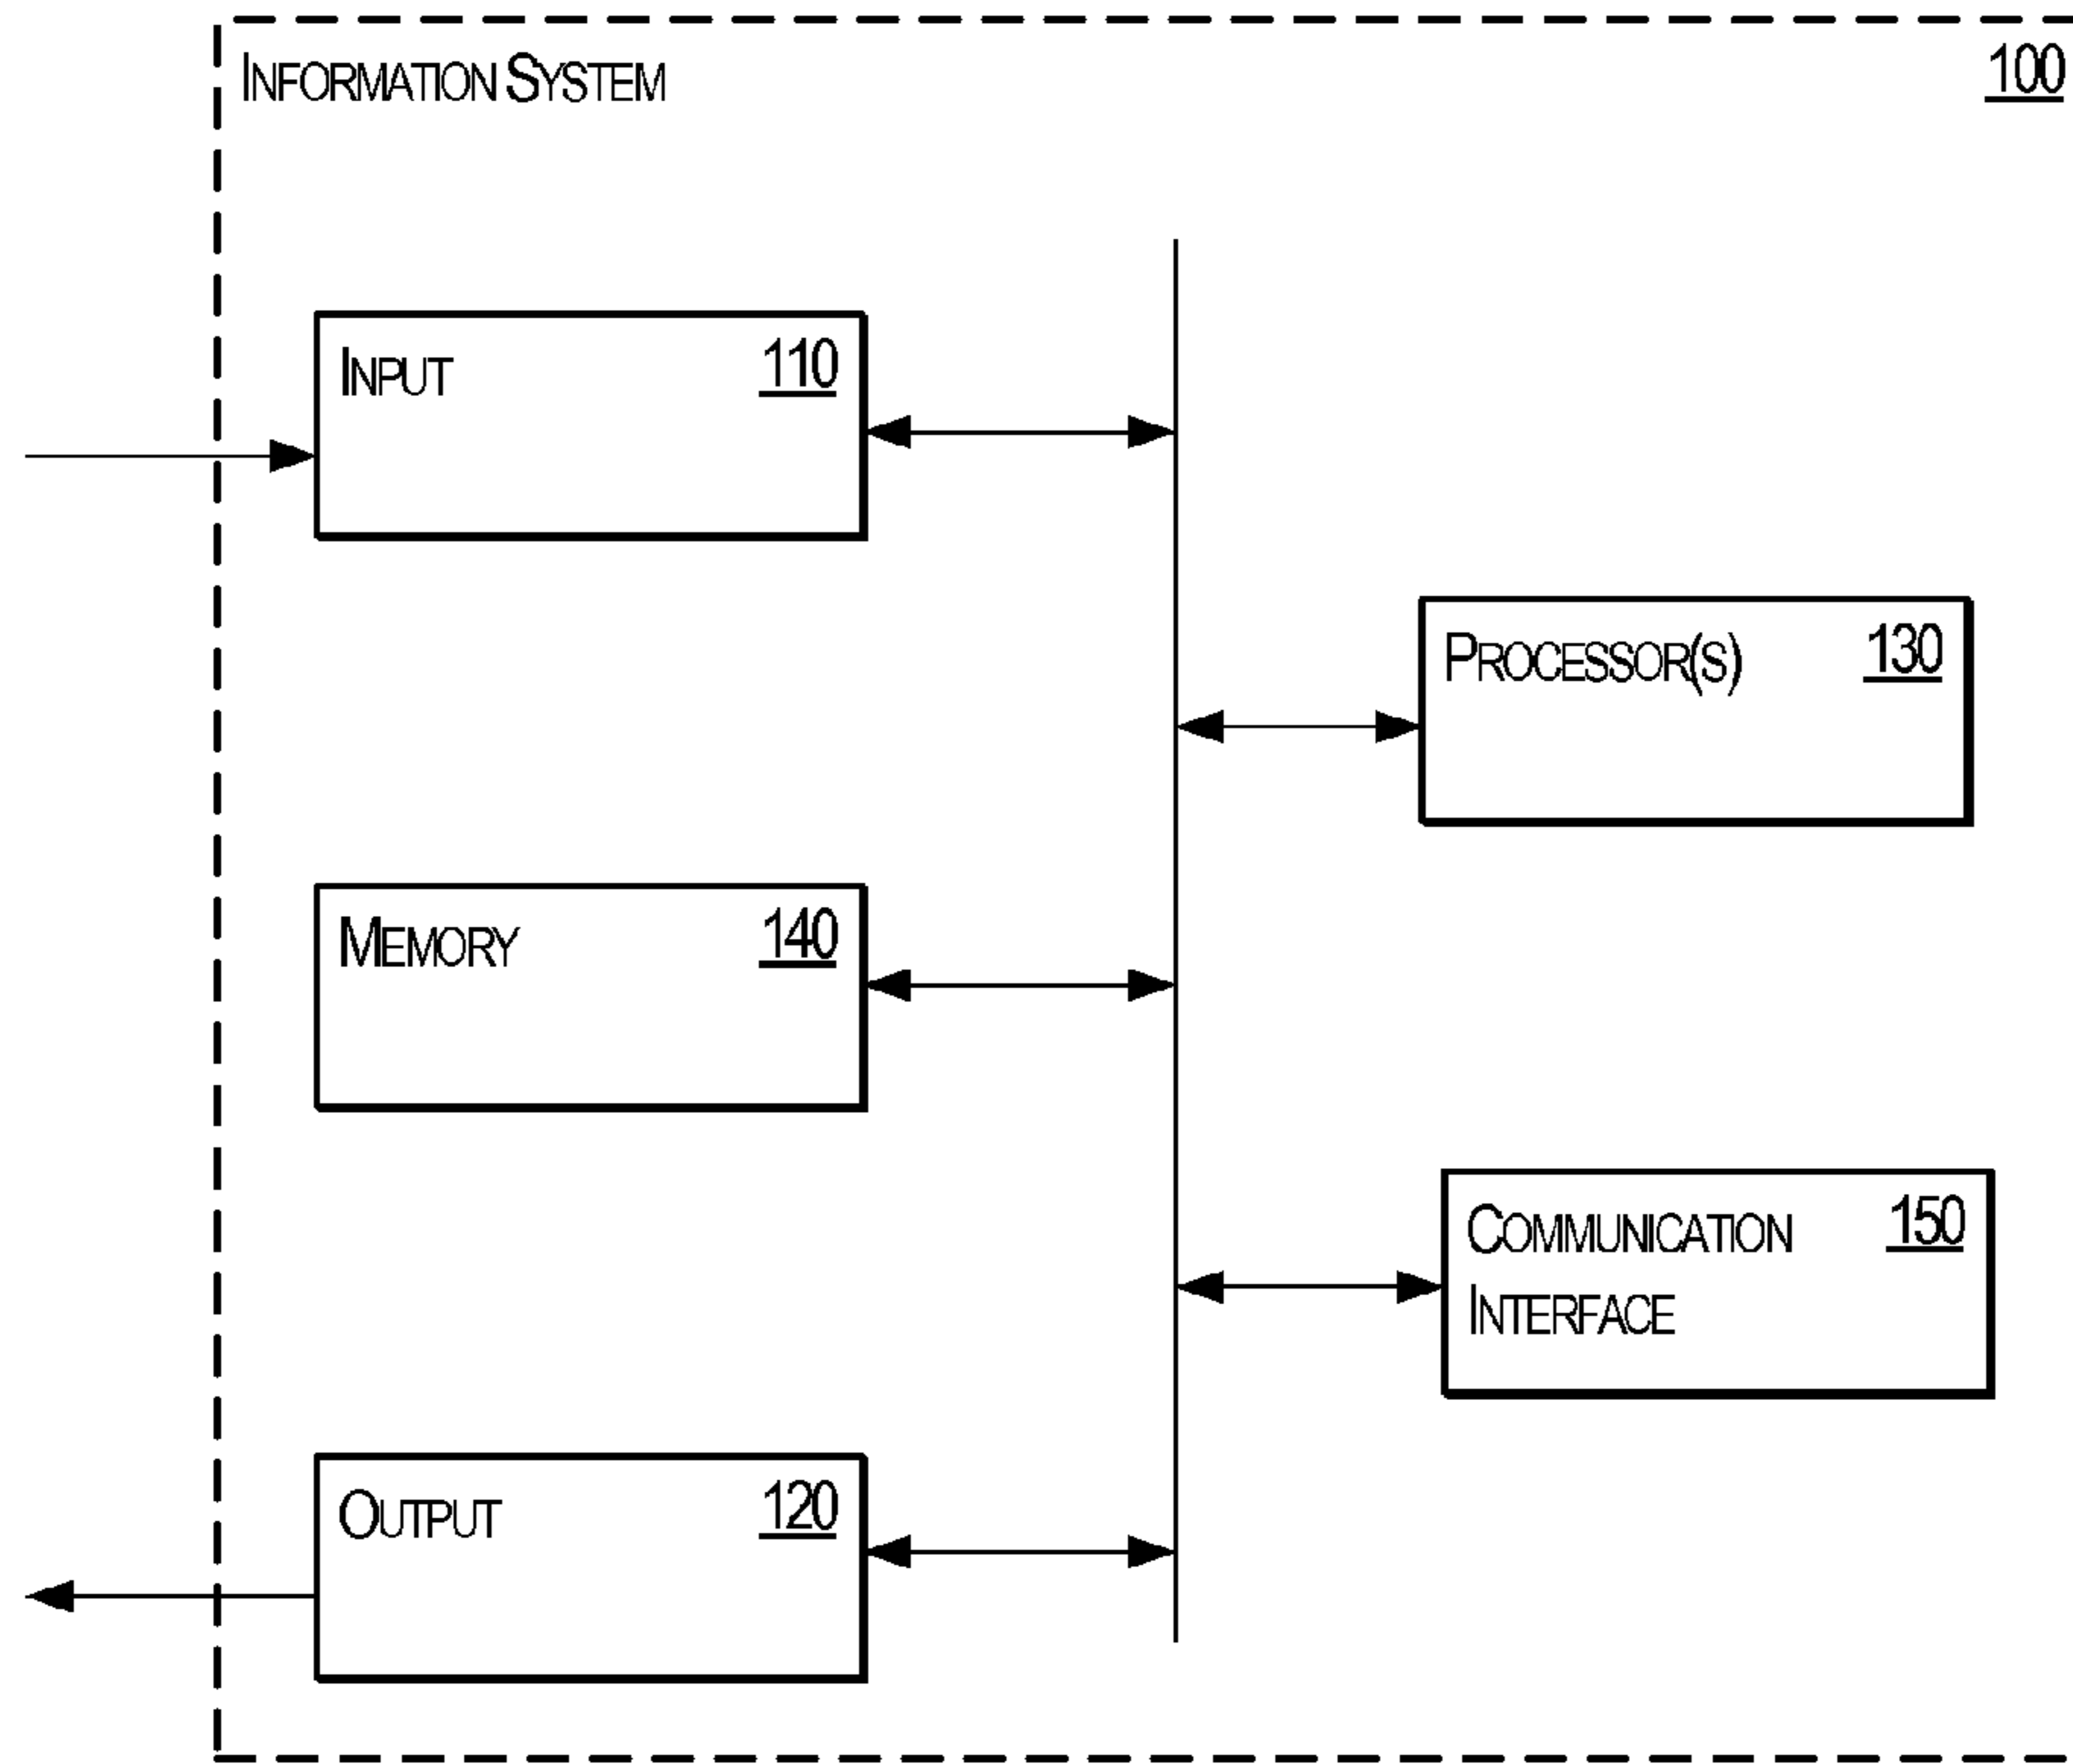 INFORMATION SYSTEM 100
INPUT 110
PROCESSOR(S) 130
MEMORY 140
COMMUNICATION 150
INTERFACE
OUTPUT 120